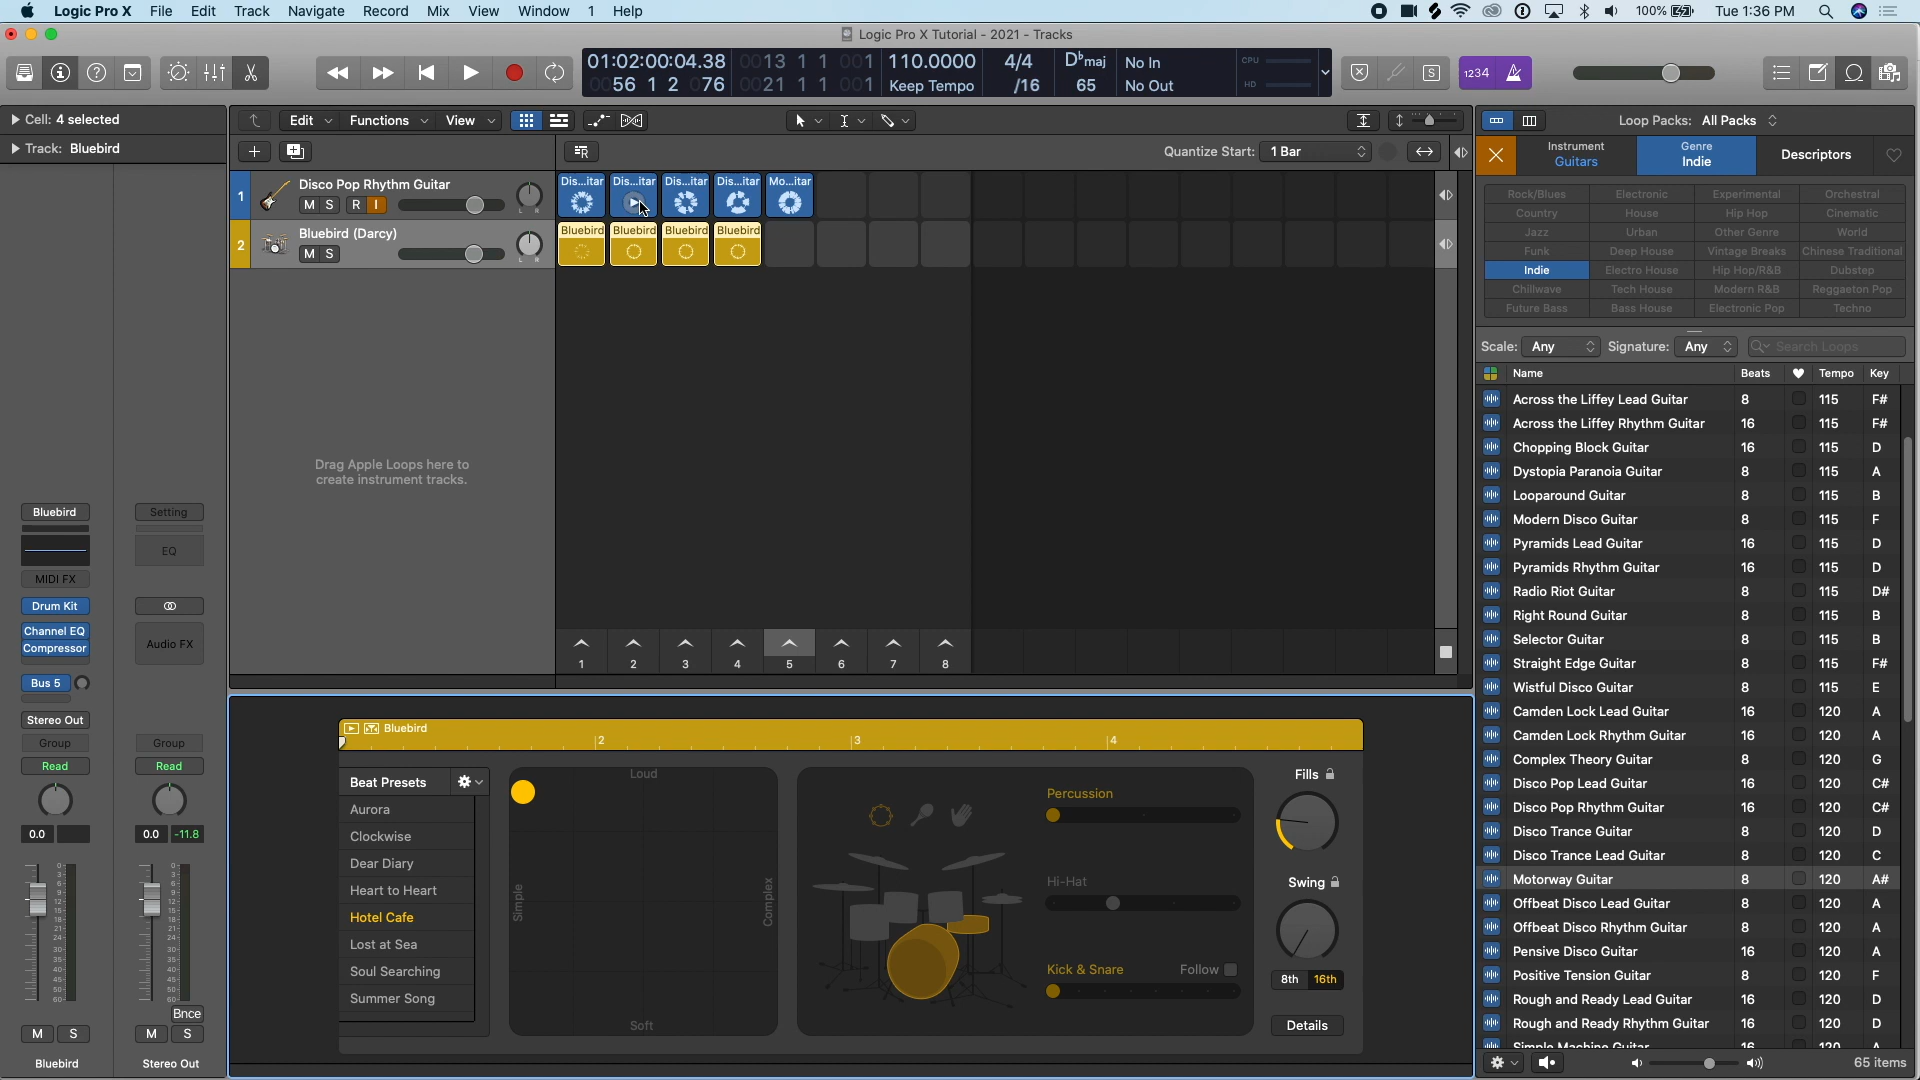 Logic Pro X File Edit Track Navigate Record Mix View Window 1 Help
100% Tue 1:36 PM
Logic Pro X Tutorial - 2021 - Tracks
01:02:00:04.38 0013 1 1 001 110.0000 4/4 D♭maj No In CPU
0056 1 2 076 0021 1 1 001 Keep Tempo /16 65 No Out HD
1234
Cell: 4 selected
Track: Bluebird
Edit Functions View
Quantize Start: 1 Bar
1 Disco Pop Rhythm Guitar
M S R I
L R
2 Bluebird (Darcy)
M S
L R
Dis...itar Dis...itar Dis...itar Dis...itar Mo...itar
Bluebird Bluebird Bluebird Bluebird
Drag Apple Loops here to
create instrument tracks.
1 2 3 4 5 6 7 8
Bluebird Setting
EQ
MIDI FX
Drum Kit
Channel EQ
Compressor
Audio FX
Bus 5
Stereo Out
Group Group
Read Read
0.0 0.0 -11.8
Bnce
M S M S
Bluebird Stereo Out
Bluebird
2 3 4
Beat Presets
Aurora
Clockwise
Dear Diary
Heart to Heart
Hotel Cafe
Lost at Sea
Soul Searching
Summer Song
Loud
Simple
Complex
Soft
Percussion
Hi-Hat
Kick & Snare Follow
Fills
Swing
8th 16th
Details
Loop Packs: All Packs
Instrument
Guitars
Genre
Indie
Descriptors
Rock/Blues Electronic Experimental Orchestral
Country House Hip Hop Cinematic
Jazz Urban Other Genre World
Funk Deep House Vintage Breaks Chinese Traditional
Indie Electro House Hip Hop/R&B Dubstep
Chillwave Tech House Modern R&B Reggaeton Pop
Future Bass Bass House Electronic Pop Techno
Scale: Any Signature: Any Search Loops
Name Beats Tempo Key
Across the Liffey Lead Guitar 8 115 F#
Across the Liffey Rhythm Guitar 16 115 F#
Chopping Block Guitar 16 115 D
Dystopia Paranoia Guitar 8 115 A
Looparound Guitar 8 115 B
Modern Disco Guitar 8 115 F
Pyramids Lead Guitar 16 115 D
Pyramids Rhythm Guitar 16 115 D
Radio Riot Guitar 8 115 D#
Right Round Guitar 8 115 B
Selector Guitar 8 115 B
Straight Edge Guitar 8 115 F#
Wistful Disco Guitar 8 115 E
Camden Lock Lead Guitar 16 120 A
Camden Lock Rhythm Guitar 16 120 A
Complex Theory Guitar 8 120 G
Disco Pop Lead Guitar 16 120 C#
Disco Pop Rhythm Guitar 16 120 C#
Disco Trance Guitar 8 120 D
Disco Trance Lead Guitar 8 120 C
Motorway Guitar 8 120 A#
Offbeat Disco Lead Guitar 8 120 A
Offbeat Disco Rhythm Guitar 8 120 A
Pensive Disco Guitar 16 120 A
Positive Tension Guitar 8 120 F
Rough and Ready Lead Guitar 16 120 D
Rough and Ready Rhythm Guitar 16 120 D
Simple Machine Guitar 16 120 A
65 items